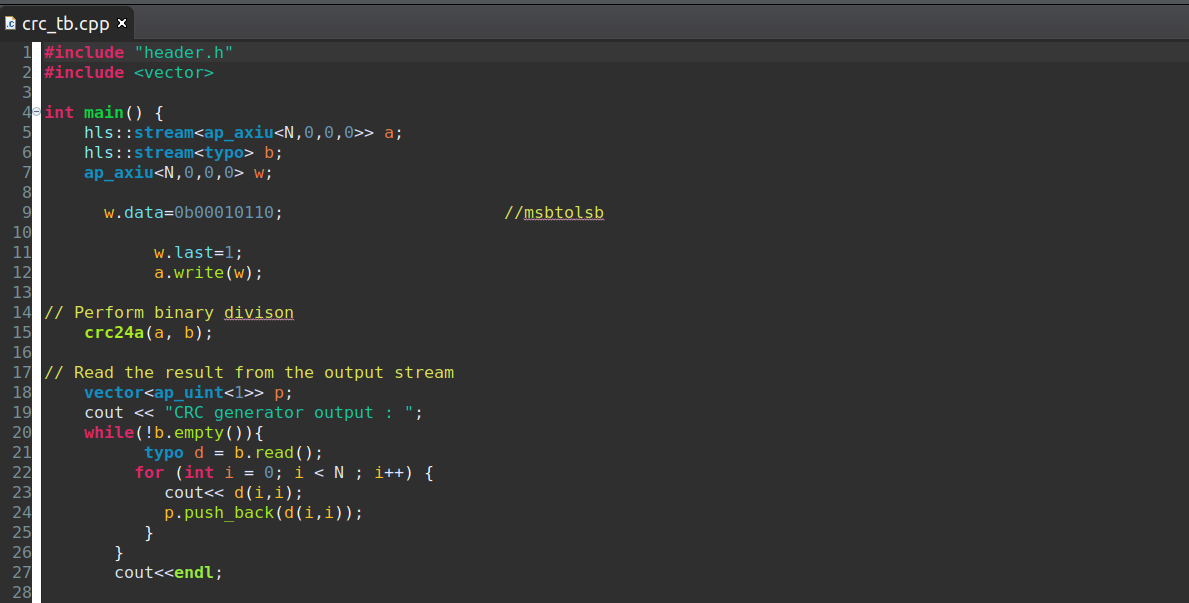 crc_tb.cpp
1 #include "header.h"
2 #include <vector>
3
4 int main() {
5     hls::stream<ap_axiu<N,0,0,0>> a;
6     hls::stream<typo> b;
7     ap_axiu<N,0,0,0> w;
8
9       w.data=0b00010110;                      //msbtolsb
10
11            w.last=1;
12            a.write(w);
13
14 // Perform binary divison
15     crc24a(a, b);
16
17 // Read the result from the output stream
18     vector<ap_uint<1>> p;
19     cout << "CRC generator output : ";
20     while(!b.empty()){
21           typo d = b.read();
22          for (int i = 0; i < N ; i++) {
23             cout<< d(i,i);
24             p.push_back(d(i,i));
25           }
26        }
27        cout<<endl;
28